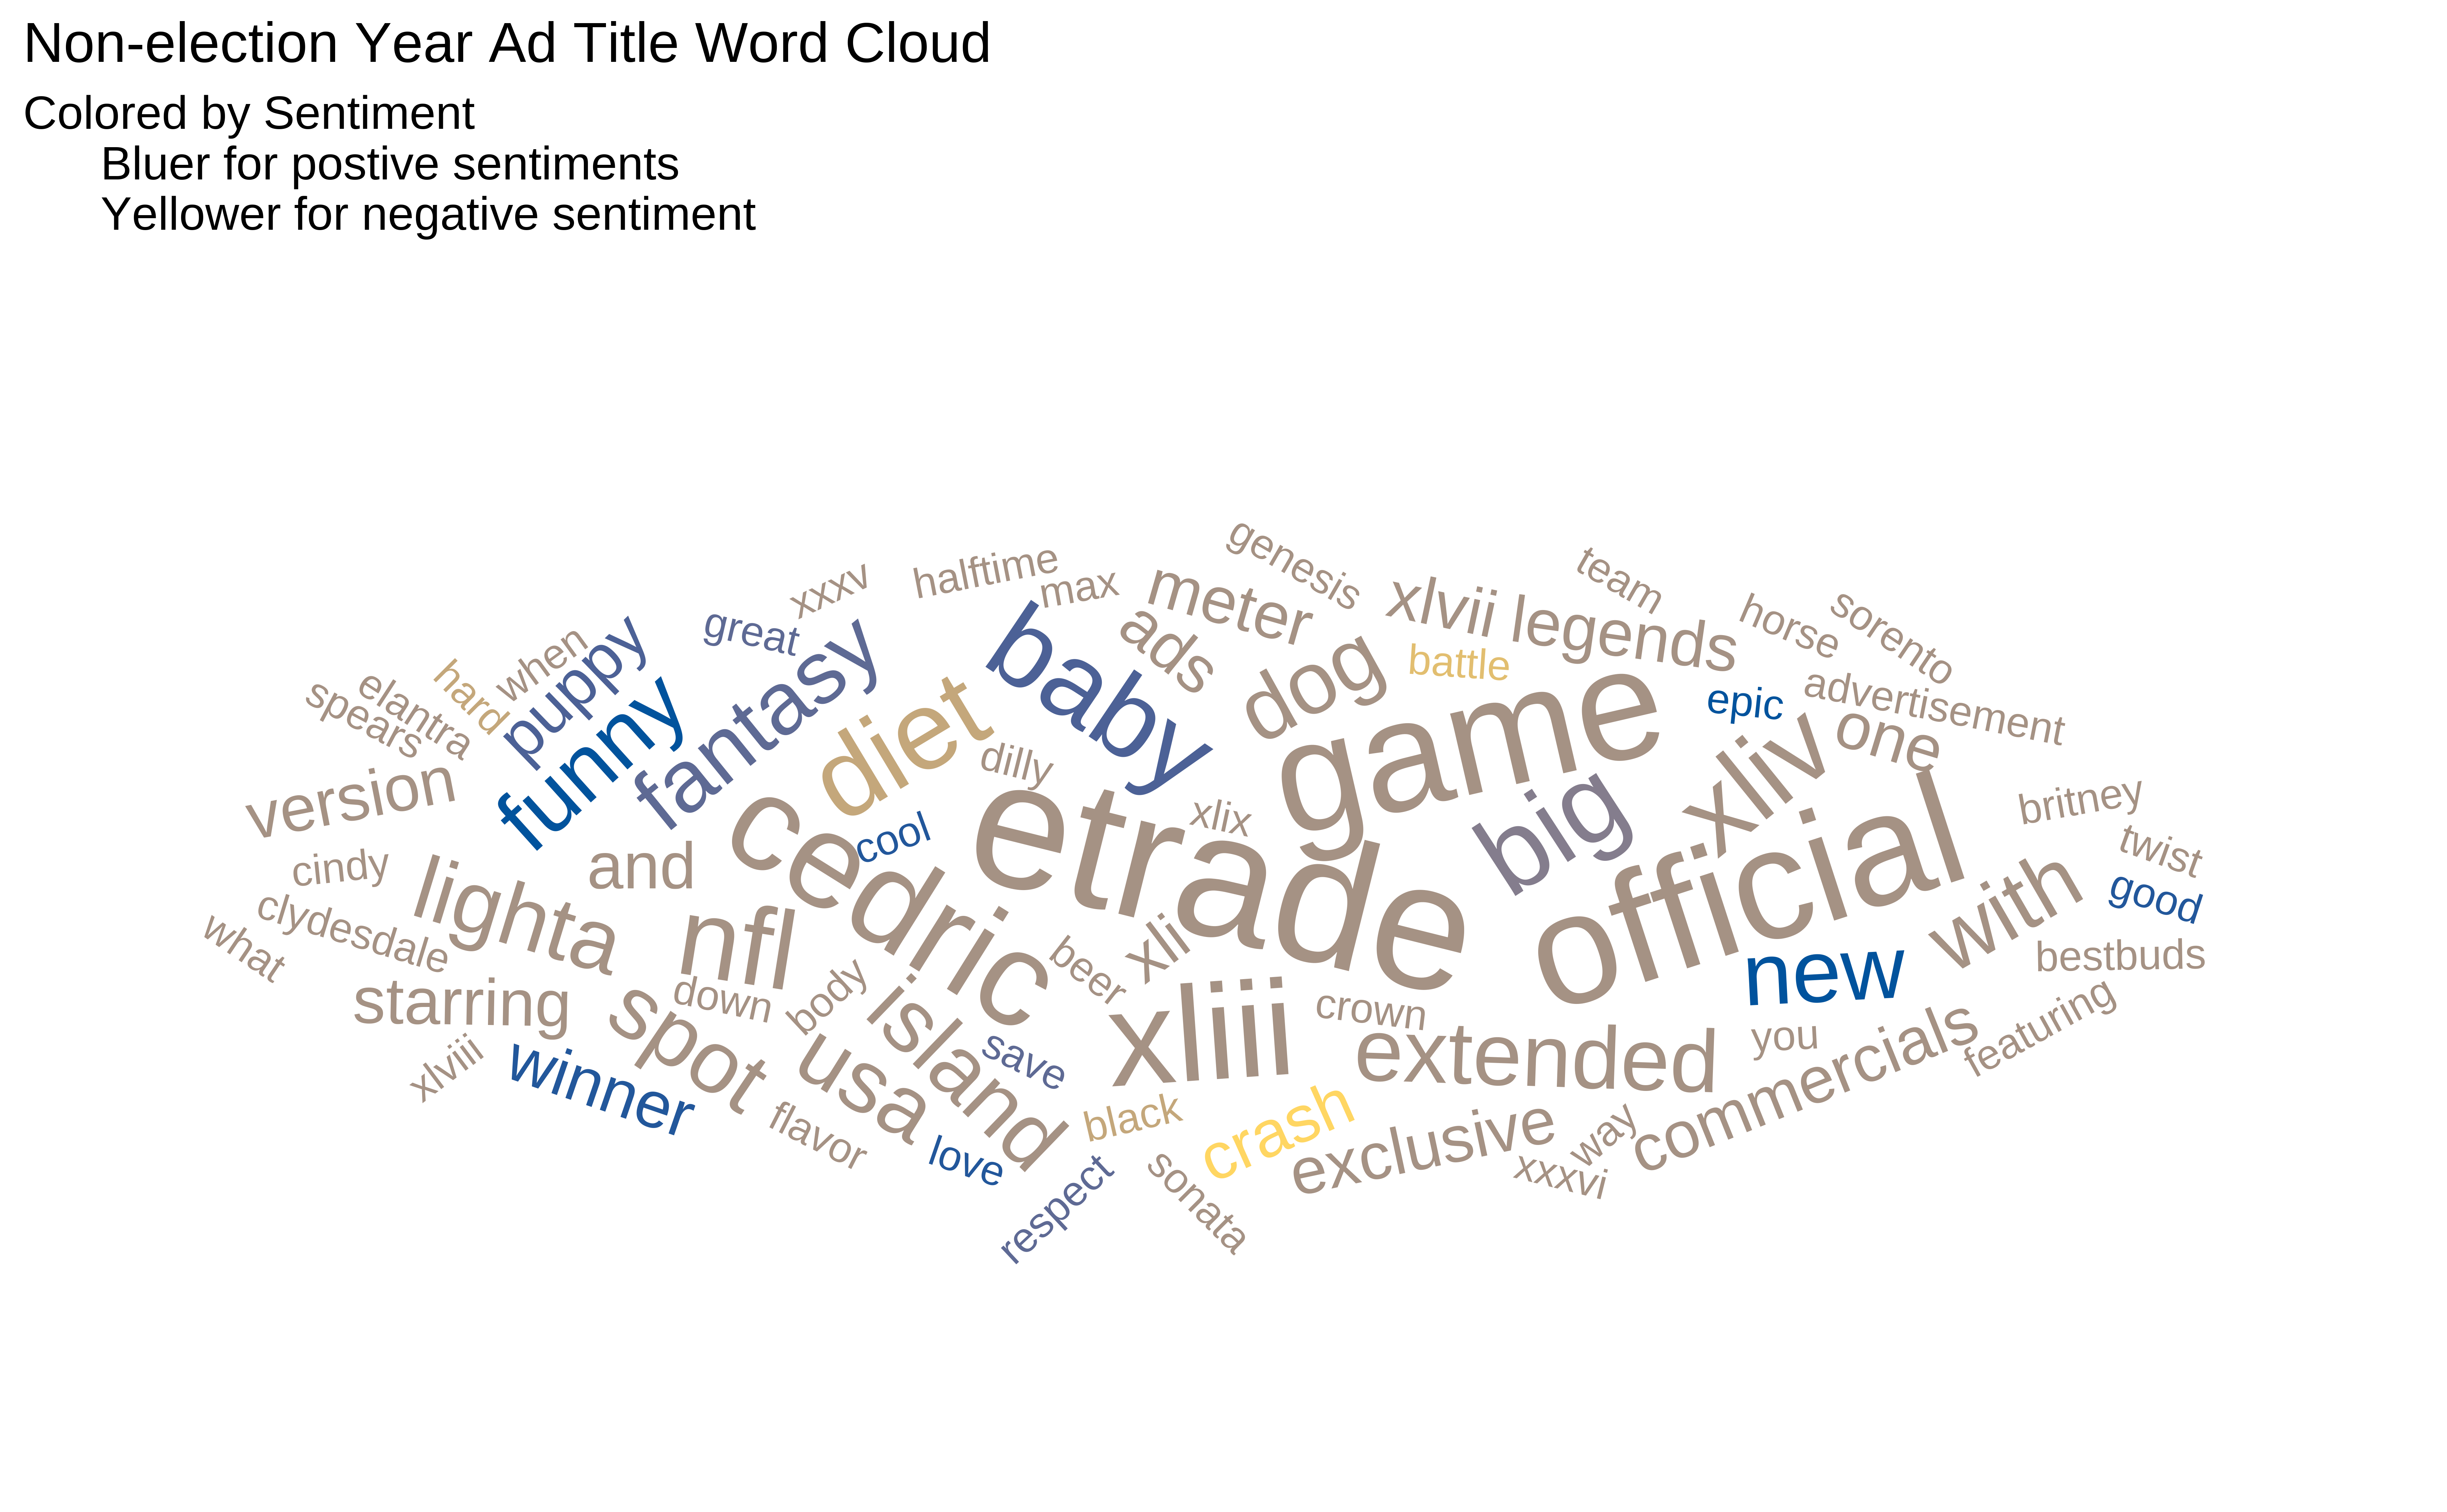 Non-election Year Ad Title Word Cloud
Colored by Sentiment
Bluer for postive sentiments
Yellower for negative sentiment
genesis
team
halftime
xxxv
max
meter
xlvii
legends
horse
sorento
great
ads
when
puppy
hard
elantra
spears
battle
dog
baby
fantasy
funny
diet
epic
advertisement
one
game
xliv
version
dilly
britney
twist
xlix
big
cool
cindy
and
cedric
etrade
official
with
good
lighta
nfl
clydesdale
what
xlii
beer
new
bestbuds
starring
down
body
island
spot
crown
xliii
extended
you
featuring
commercials
save
usa
xlviii
winner
flavor
black
crash
exclusive
way
xxxvi
love
respect
sonata